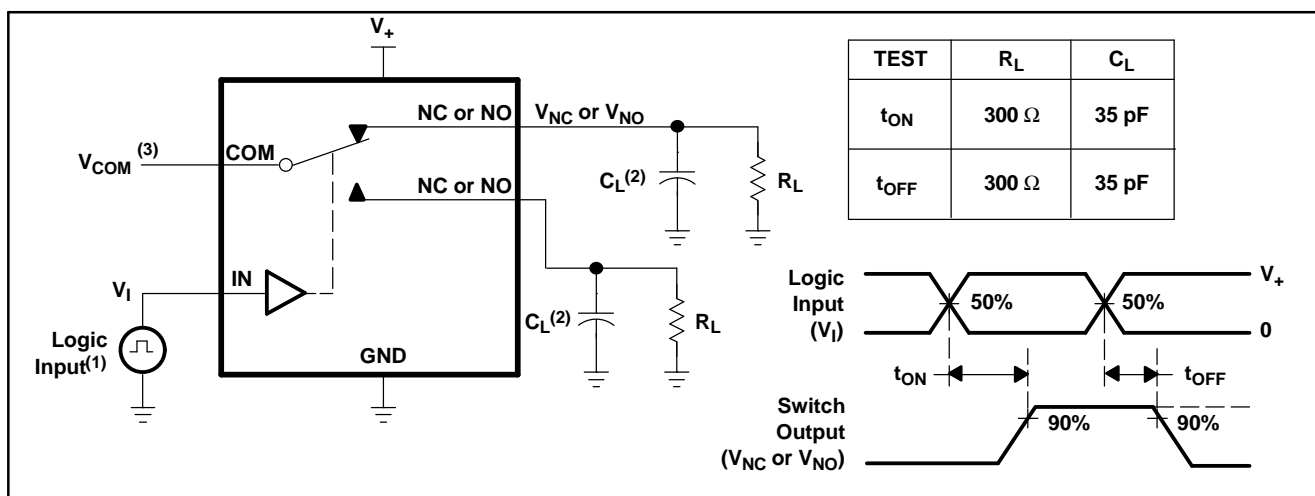 V+
NC or NO
VNC or VNO
VCOM (3)
COM
CL(2)
RL
NC or NO
VI
IN
CL(2)
RL
Logic
Input(1)
GND
TEST RL CL
tON 300 Ω 35 pF
tOFF 300 Ω 35 pF
Logic
Input
(VI)
50%
50%
V+
0
tON
tOFF
Switch
Output
(VNC or VNO)
90%
90%